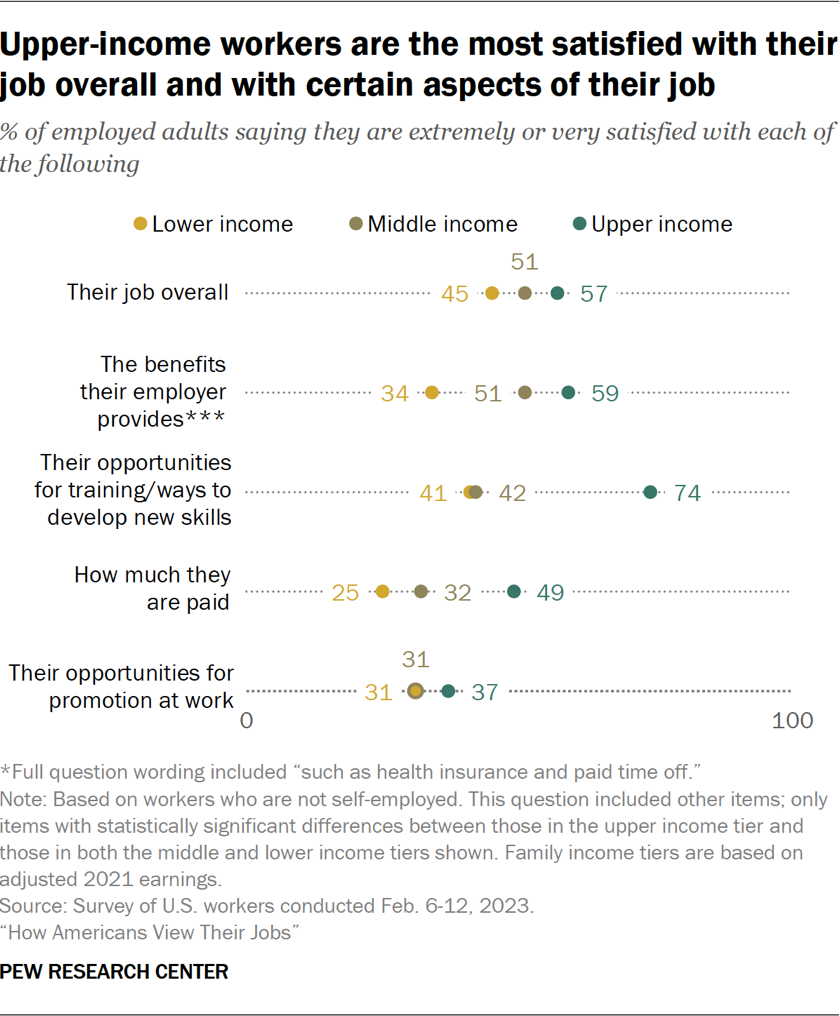 Upper-income workers are the most satisfied with their
job overall and with certain aspects of their job
% of employed adults saying they are extremely or very satisfied with each of
the following
Lower income Middle income Upper income
51
Their job overall 45 57
The benefits
their employer 34 51 59
provides***
Their opportunities
for training/ways to 41 42 74
develop new skills
How much they
are paid 25 32 49
31
Their opportunities for
promotion at work 31 37
0 100
*Full question wording included “such as health insurance and paid time off.”
Note: Based on workers who are not self-employed. This question included other items; only
items with statistically significant differences between those in the upper income tier and
those in both the middle and lower income tiers shown. Family income tiers are based on
adjusted 2021 earnings.
Source: Survey of U.S. workers conducted Feb. 6-12, 2023.
“How Americans View Their Jobs”
PEW RESEARCH CENTER